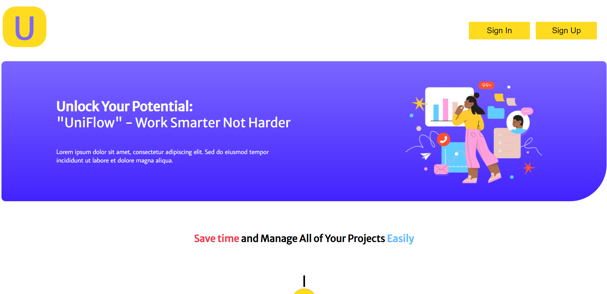 U
Sign In
Sign Up
Unlock Your Potential:
"UniFlow" - Work Smarter Not Harder
99+
Lorem ipsum dolor sit amet, consectetur adipiscing elit. Sed do eiusmod tempor
incididunt ut labore et dolore magna aliqua.
Save time and Manage All of Your Projects Easily